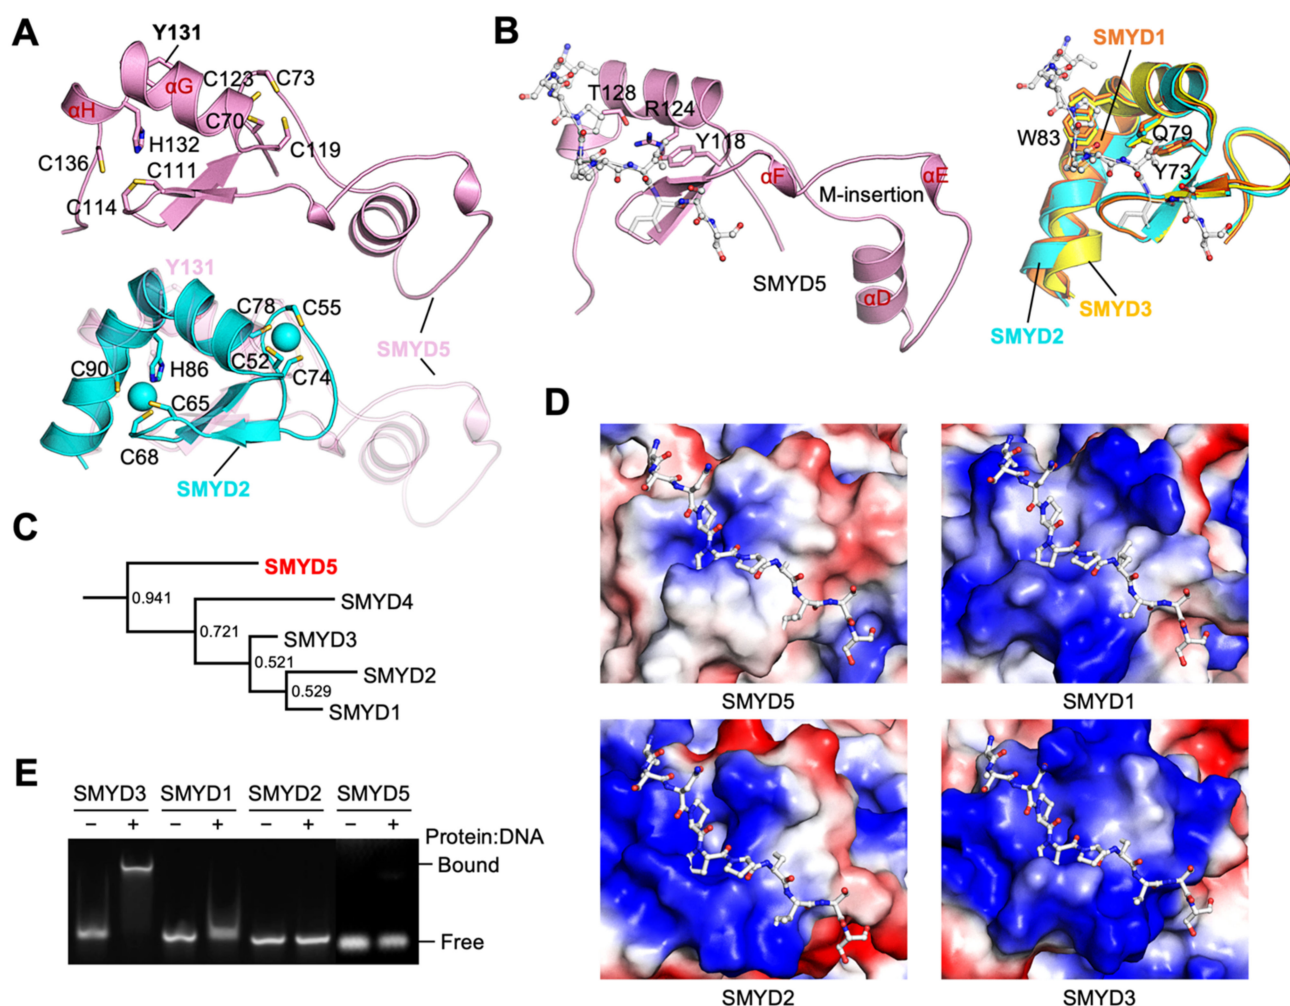 A
Y131
αG
C123
C73
αH
C70
H132
C119
C136
C111
C114
Y131
C78
C55
SMYD5
C90
H86
C52
C74
C65
C68
SMYD2
B
SMYD1
T128
R124
Y118
αF
αE
M-insertion
SMYD5
αD
W83
Q79
Y73
SMYD2
SMYD3
C
SMYD5
0.941
SMYD4
0.721
SMYD3
0.521
SMYD2
0.529
SMYD1
D
SMYD5
SMYD1
SMYD2
SMYD3
E
SMYD3 SMYD1 SMYD2 SMYD5
− + − + − + − +
Protein:DNA
Bound
Free